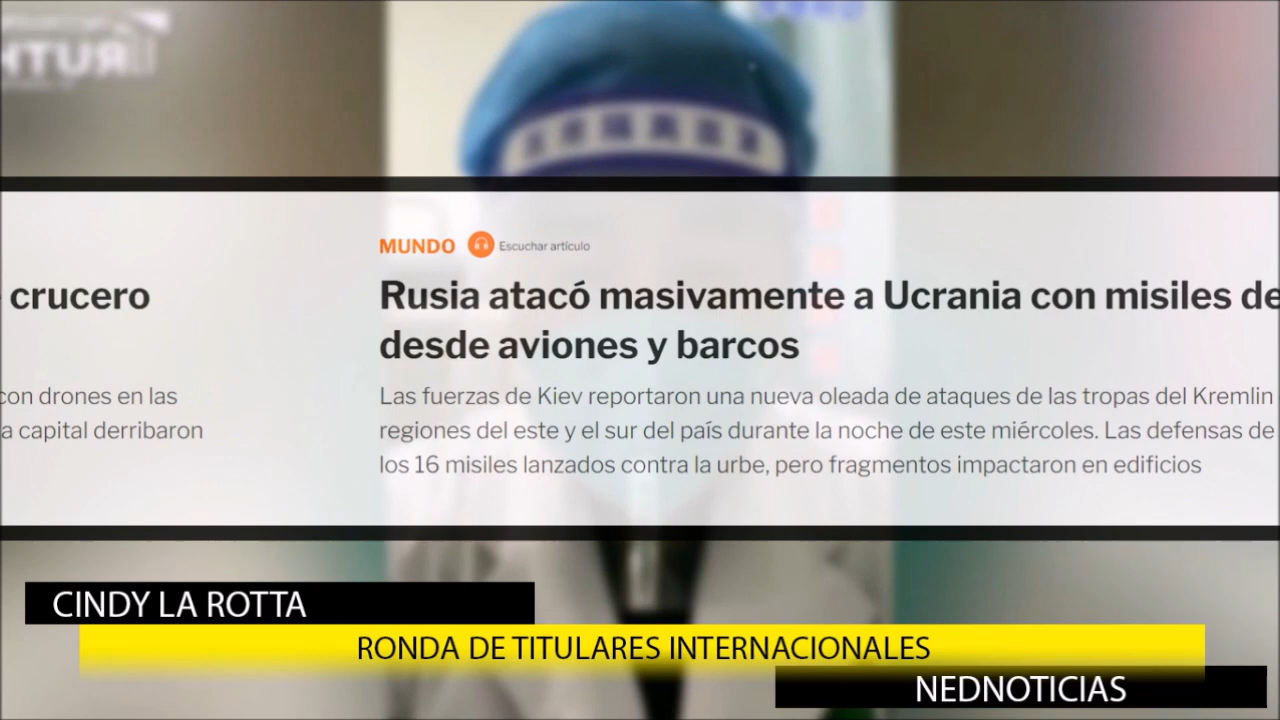 MUNDO
Escuchar artículo
crucero
Rusia atacó masivamente a Ucrania con misiles de
desde aviones y barcos
con drones en las
a capital derribaron
Las fuerzas de Kiev reportaron una nueva oleada de ataques de las tropas del Kremlin
regiones del este y el sur del país durante la noche de este miércoles. Las defensas de
los 16 misiles lanzados contra la urbe, pero fragmentos impactaron en edificios
CINDY LA ROTTA
RONDA DE TITULARES INTERNACIONALES
NEDNOTICIAS